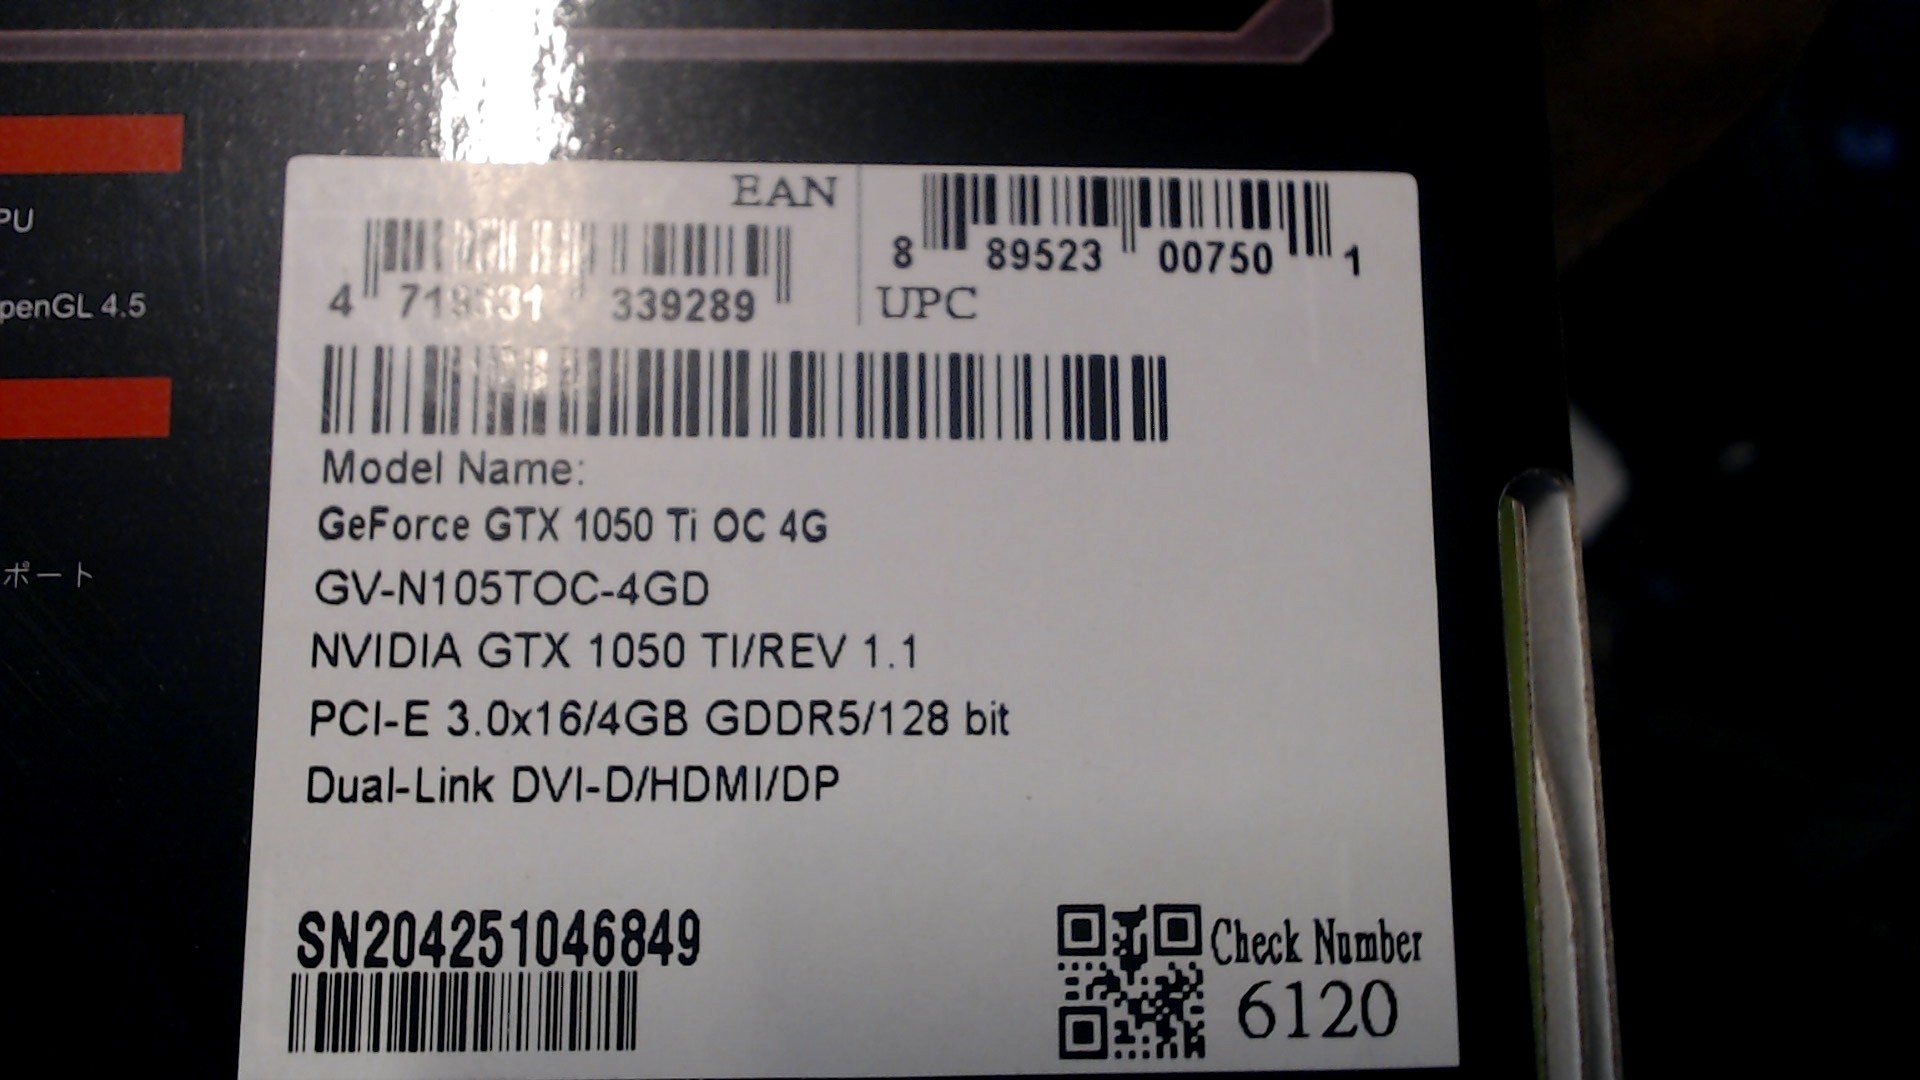 PU
penGL 4.5
ポート
EAN
4 339289
8 89523 00750 1
UPC
Model Name:
GeForce GTX 1050 Ti OC 4G
GV-N105TOC-4GD
NVIDIA GTX 1050 TI/REV 1.1
PCI-E 3.0x16/4GB GDDR5/128 bit
Dual-Link DVI-D/HDMI/DP
SN204251046849
Check Number
6120